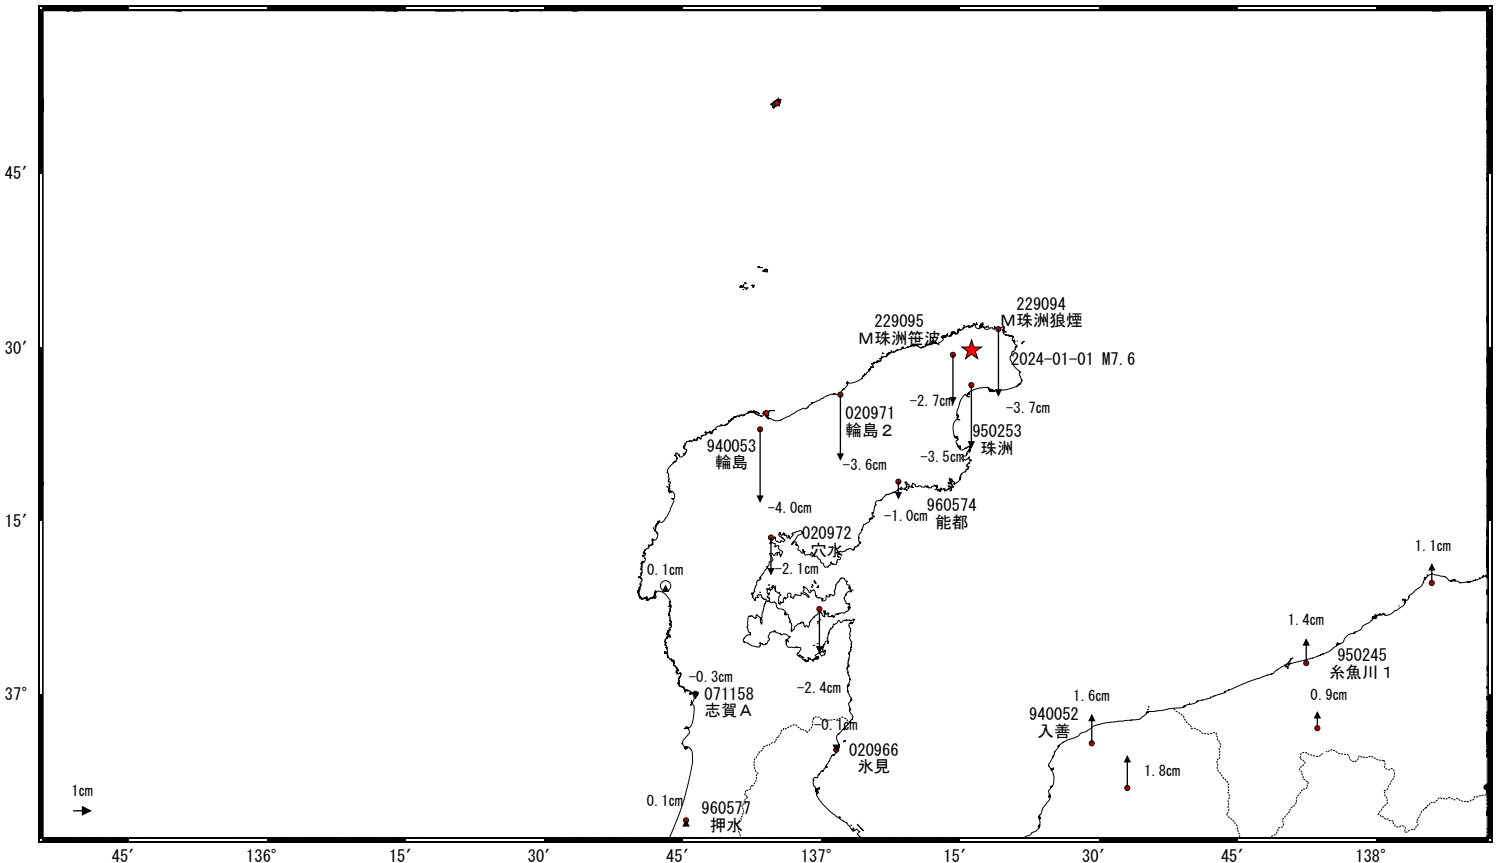 45′
30′
15′
37°
229094
M珠洲狼煙
229095
M珠洲笹波
2024-01-01 M7.6
-2.7cm
-3.7cm
020971
輪島２
950253
珠洲
940053
輪島
-3.6cm
-3.5cm
-4.0cm
-1.0cm
960574
能都
020972
穴水
-2.1cm
0.1cm
1.1cm
1.4cm
950245
糸魚川１
0.9cm
-0.3cm
071158
志賀Ａ
-2.4cm
1.6cm
940052
入善
-0.1cm
020966
氷見
1.8cm
1cm
0.1cm
960577
押水
45′
136°
15′
30′
45′
137°
15′
30′
45′
138°